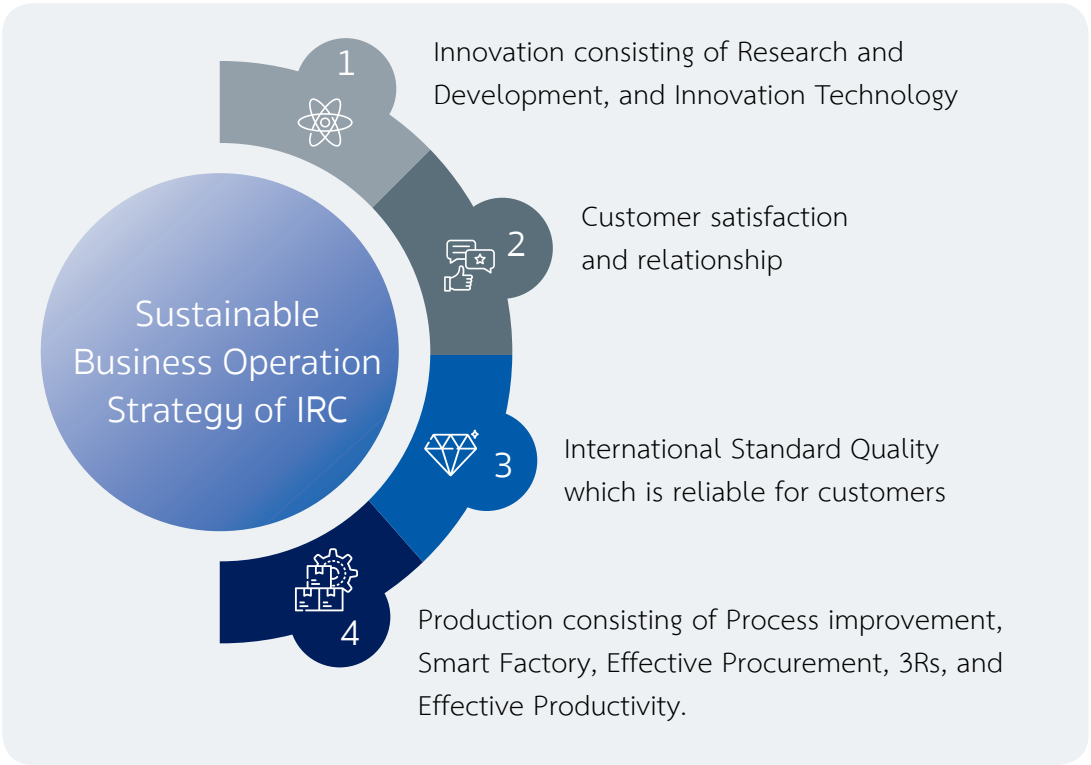 Sustainable
Business Operation
Strategy of IRC
1
Innovation consisting of Research and
Development, and Innovation Technology
2
Customer satisfaction
and relationship
3
International Standard Quality
which is reliable for customers
4
Production consisting of Process improvement,
Smart Factory, Effective Procurement, 3Rs, and
Effective Productivity.